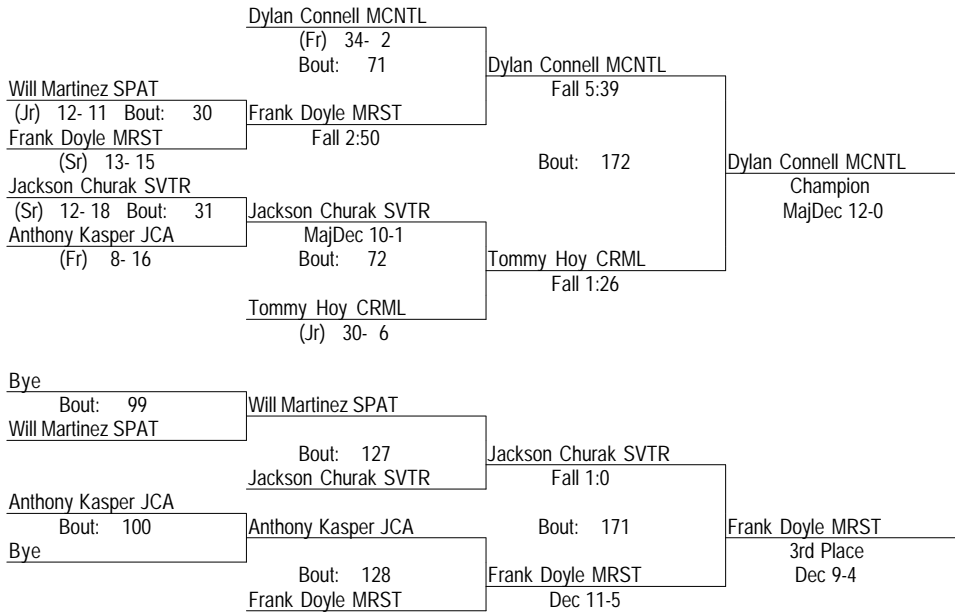 Dylan Connell MCNTL
(Fr) 34- 2
Bout: 71
Dylan Connell MCNTL
Fall 5:39
Will Martinez SPAT
(Jr) 12- 11 Bout: 30
Frank Doyle MRST
Fall 2:50
Frank Doyle MRST
(Sr) 13- 15
Bout: 172
Dylan Connell MCNTL
Champion
MajDec 12-0
Jackson Churak SVTR
(Sr) 12- 18 Bout: 31
Jackson Churak SVTR
MajDec 10-1
Anthony Kasper JCA
(Fr) 8- 16
Bout: 72
Tommy Hoy CRML
Fall 1:26
Tommy Hoy CRML
(Jr) 30- 6
Bye
Bout: 99
Will Martinez SPAT
Will Martinez SPAT
Bout: 127
Jackson Churak SVTR
Fall 1:0
Jackson Churak SVTR
Anthony Kasper JCA
Bout: 100
Anthony Kasper JCA
Bout: 171
Frank Doyle MRST
3rd Place
Dec 9-4
Bye
Bout: 128
Frank Doyle MRST
Dec 11-5
Frank Doyle MRST